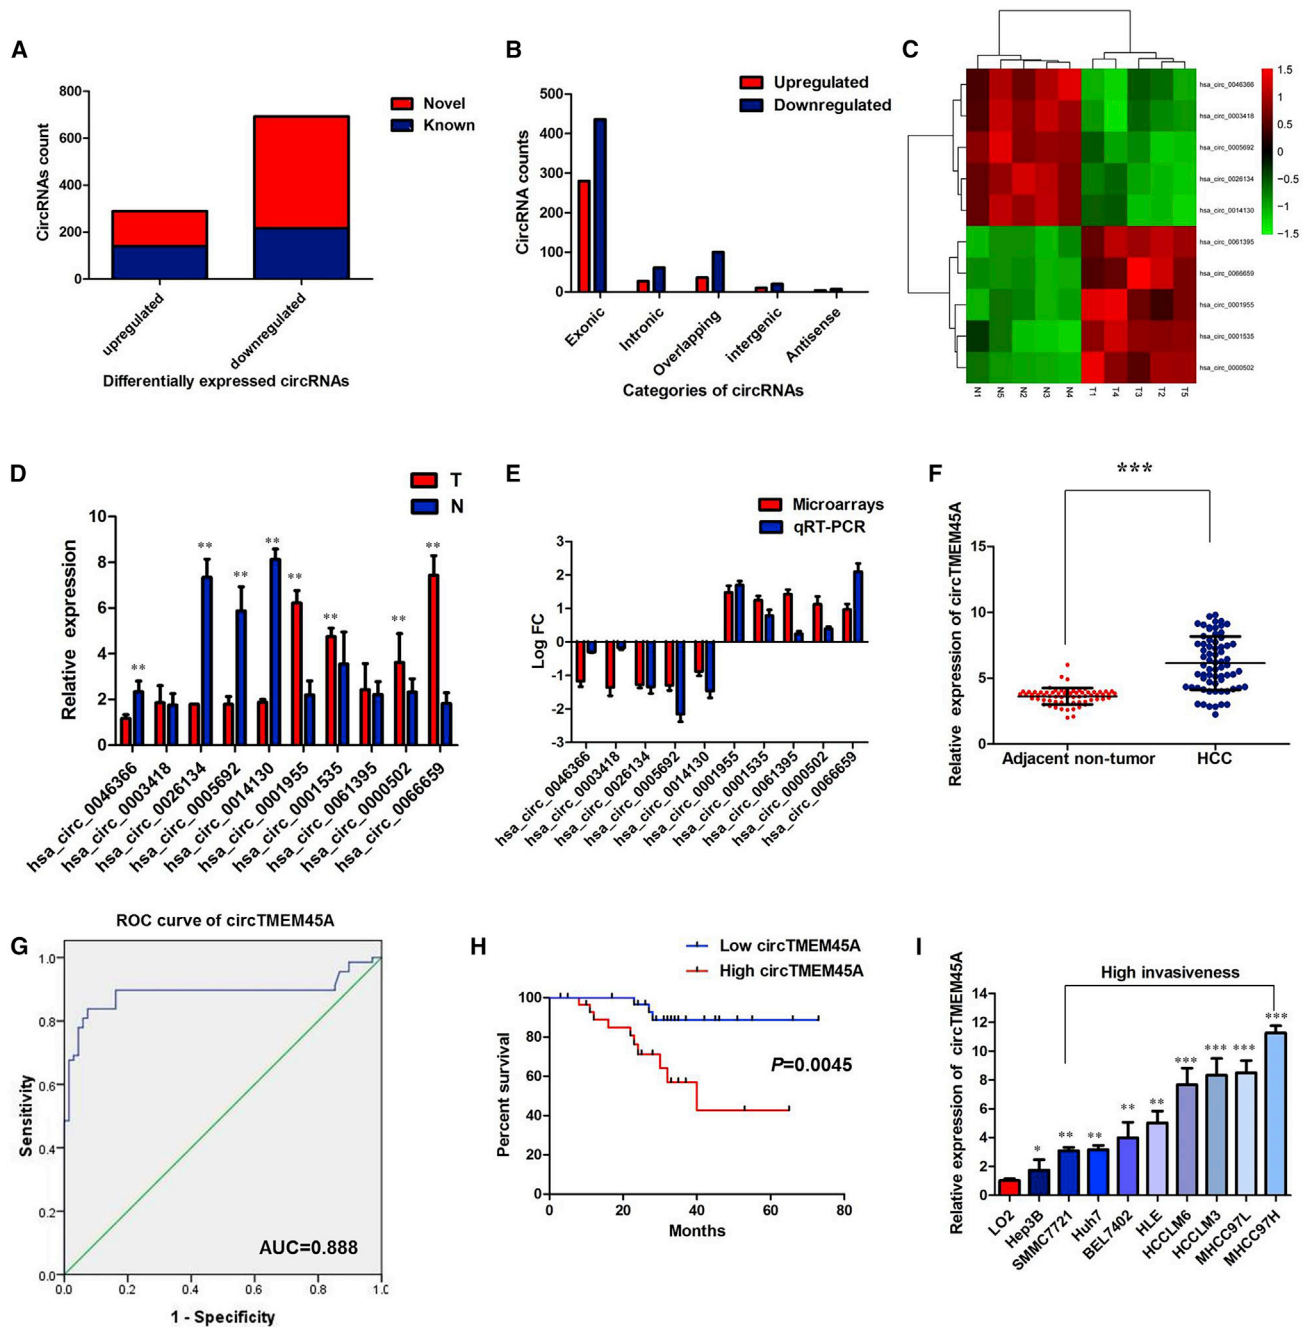 A
CircRNAs count
800
600
400
200
0
Novel
Known
upregulated
downregulated
Differentially expressed circRNAs
B
CircRNA counts
500
400
300
200
100
0
Upregulated
Downregulated
Exonic
Intronic
Overlapping
intergenic
Antisense
Categories of circRNAs
C
hsa_circ_0046366
hsa_circ_0003418
hsa_circ_0005692
hsa_circ_0026134
hsa_circ_0014130
hsa_circ_0061395
hsa_circ_0066659
hsa_circ_0001955
hsa_circ_0001535
hsa_circ_0000502
N1 N5 N2 N3 N4 T1 T4 T3 T2 T5
1.5
1
0.5
0
−0.5
−1
−1.5
D
Relative expression
10
8
6
4
2
0
T
N
** ** ** ** ** ** ** **
hsa_circ_0046366
hsa_circ_0003418
hsa_circ_0026134
hsa_circ_0005692
hsa_circ_0014130
hsa_circ_0001955
hsa_circ_0001535
hsa_circ_0061395
hsa_circ_0000502
hsa_circ_0066659
E
Log FC
3
2
1
0
-1
-2
-3
Microarrays
qRT-PCR
hsa_circ_0046366
hsa_circ_0003418
hsa_circ_0026134
hsa_circ_0005692
hsa_circ_0014130
hsa_circ_0001955
hsa_circ_0001535
hsa_circ_0061395
hsa_circ_0000502
hsa_circ_0066659
F
Relative expression of circTMEM45A
15
10
5
0
***
Adjacent non-tumor
HCC
G
ROC curve of circTMEM45A
Sensitivity
1.0
0.8
0.6
0.4
0.2
0.0
AUC=0.888
0.0 0.2 0.4 0.6 0.8 1.0
1 - Specificity
H
Low circTMEM45A
High circTMEM45A
Percent survival
100
80
60
40
20
0
P=0.0045
0 20 40 60 80
Months
I
Relative expression of circTMEM45A
14
12
10
8
6
4
2
0
High invasiveness
* ** ** ** ** *** *** *** ***
LO2
Hep3B
SMMC7721
Huh7
BEL7402
HLE
HCCLM6
HCCLM3
MHCC97L
MHCC97H